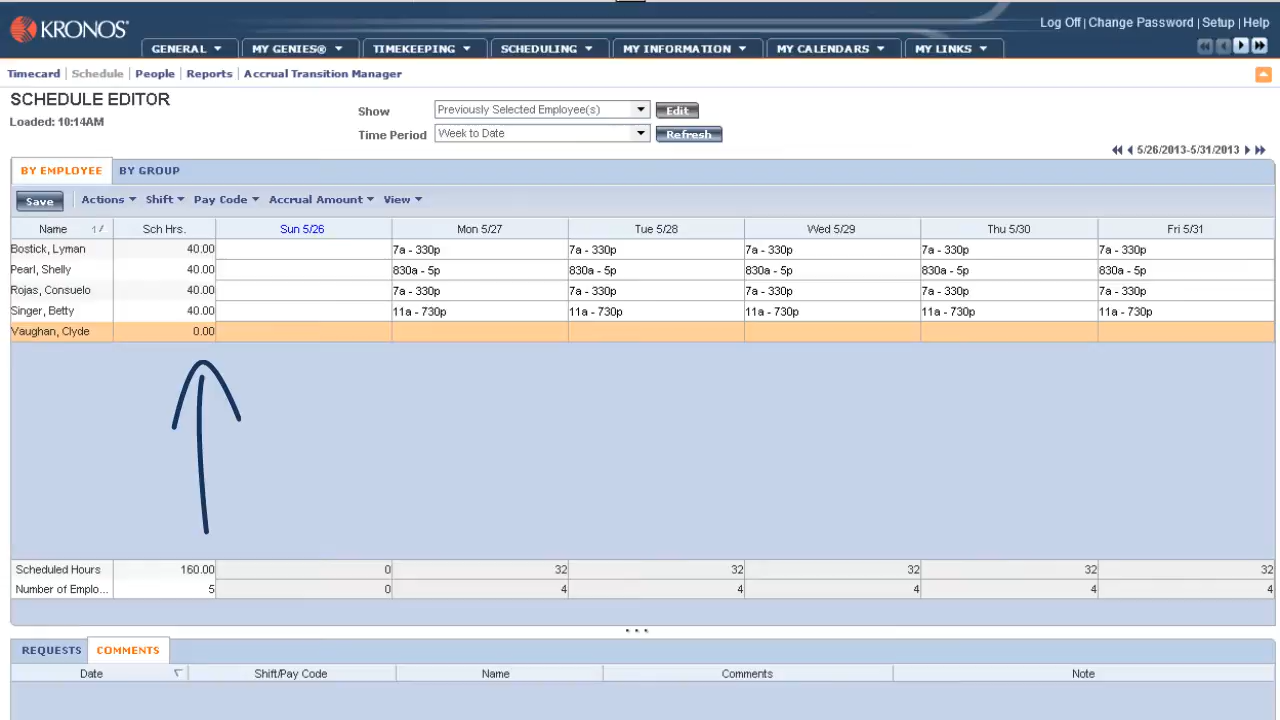 KRONOS®
Log Off | Change Password | Setup | Help
GENERAL MY GENIES® TIMEKEEPING SCHEDULING MY INFORMATION MY CALENDARS MY LINKS
Timecard | Schedule | People | Reports | Accrual Transition Manager
SCHEDULE EDITOR
Loaded: 10:14AM
Show Previously Selected Employee(s) Edit
Time Period Week to Date Refresh
5/26/2013-5/31/2013
BY EMPLOYEE BY GROUP
Save Actions Shift Pay Code Accrual Amount View
Name 1 Sch Hrs. Sun 5/26 Mon 5/27 Tue 5/28 Wed 5/29 Thu 5/30 Fri 5/31
Bostick, Lyman 40.00 7a - 330p 7a - 330p 7a - 330p 7a - 330p 7a - 330p
Pearl, Shelly 40.00 830a - 5p 830a - 5p 830a - 5p 830a - 5p 830a - 5p
Rojas, Consuelo 40.00 7a - 330p 7a - 330p 7a - 330p 7a - 330p 7a - 330p
Singer, Betty 40.00 11a - 730p 11a - 730p 11a - 730p 11a - 730p 11a - 730p
Vaughan, Clyde 0.00
Scheduled Hours 160.00 0 32 32 32 32 32
Number of Emplo... 5 0 4 4 4 4 4
REQUESTS COMMENTS
Date Shift/Pay Code Name Comments Note